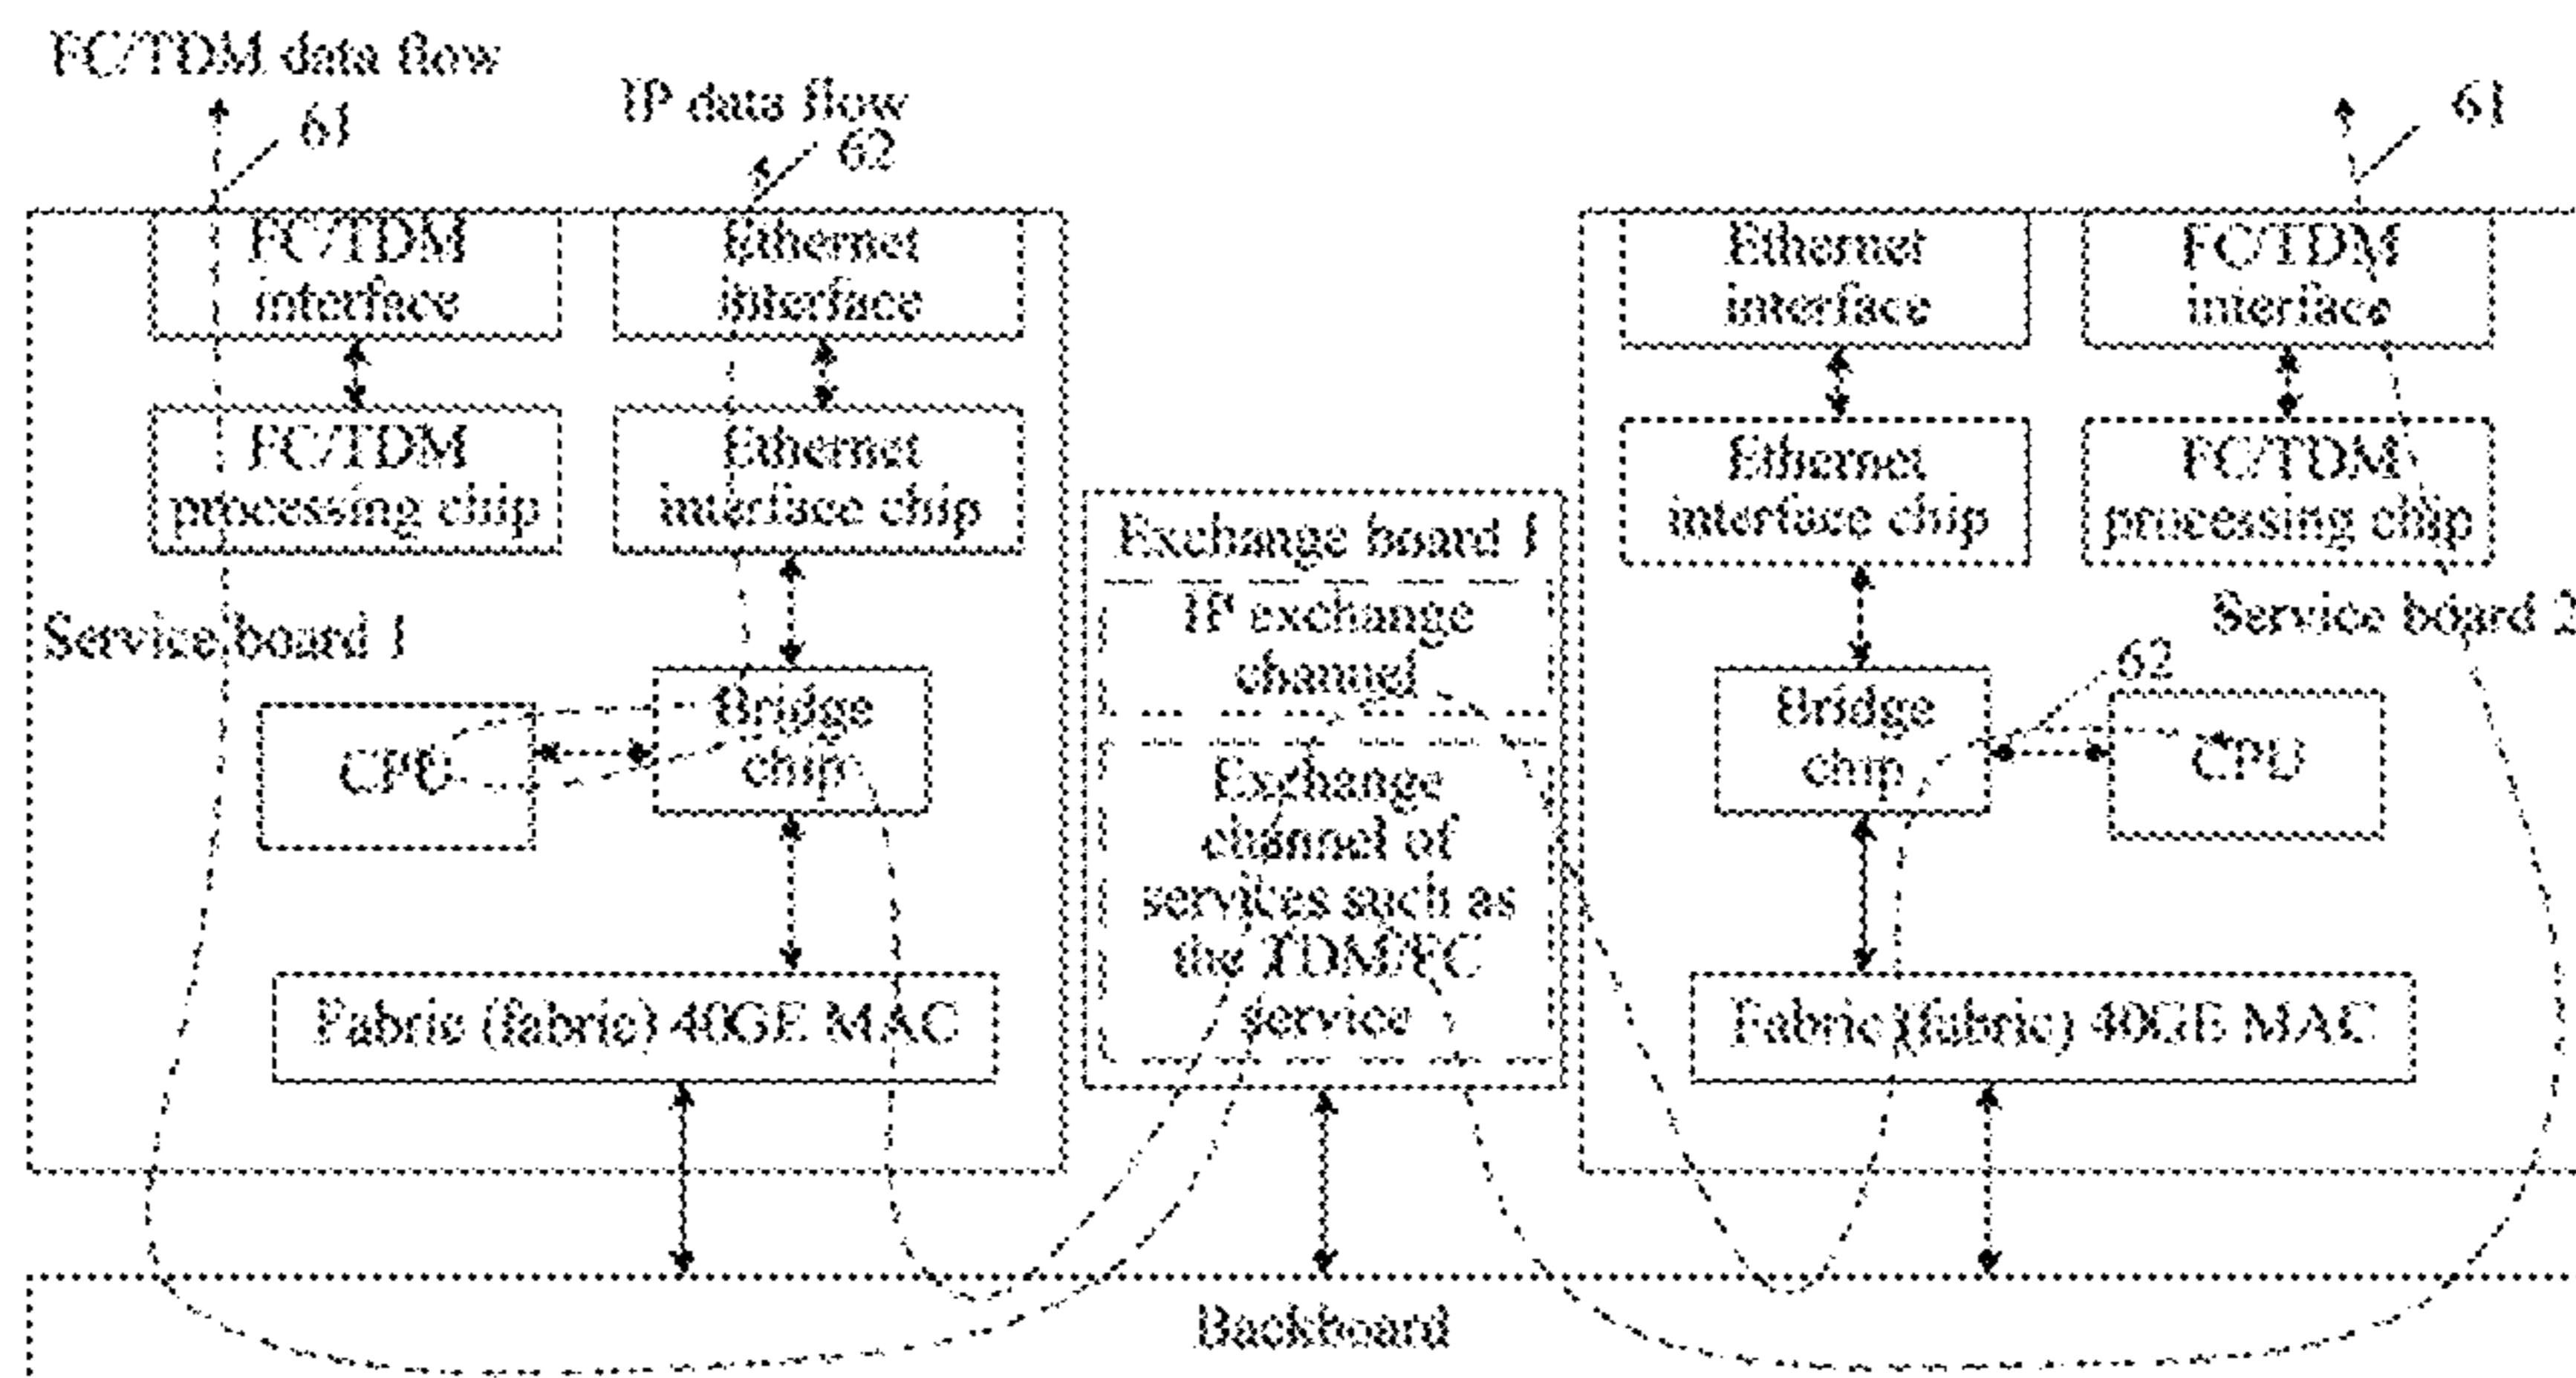 FC/TDM data flow
61
IP data flow
62
61
FC/TDM
interface
Ethernet
interface
Ethernet
interface
FC/TDM
interface
FC/TDM
processing chip
Ethernet
interface chip
Ethernet
interface chip
FC/TDM
processing chip
Exchange board 1
IP exchange
channel
Exchange
channel of
services such as
the TDM/FC
service
Service board 1
Service board 2
62
CPU
Bridge
chip
Bridge
chip
CPU
Fabric (fabric) 40GE MAC
Fabric (fabric) 40GE MAC
Backboard